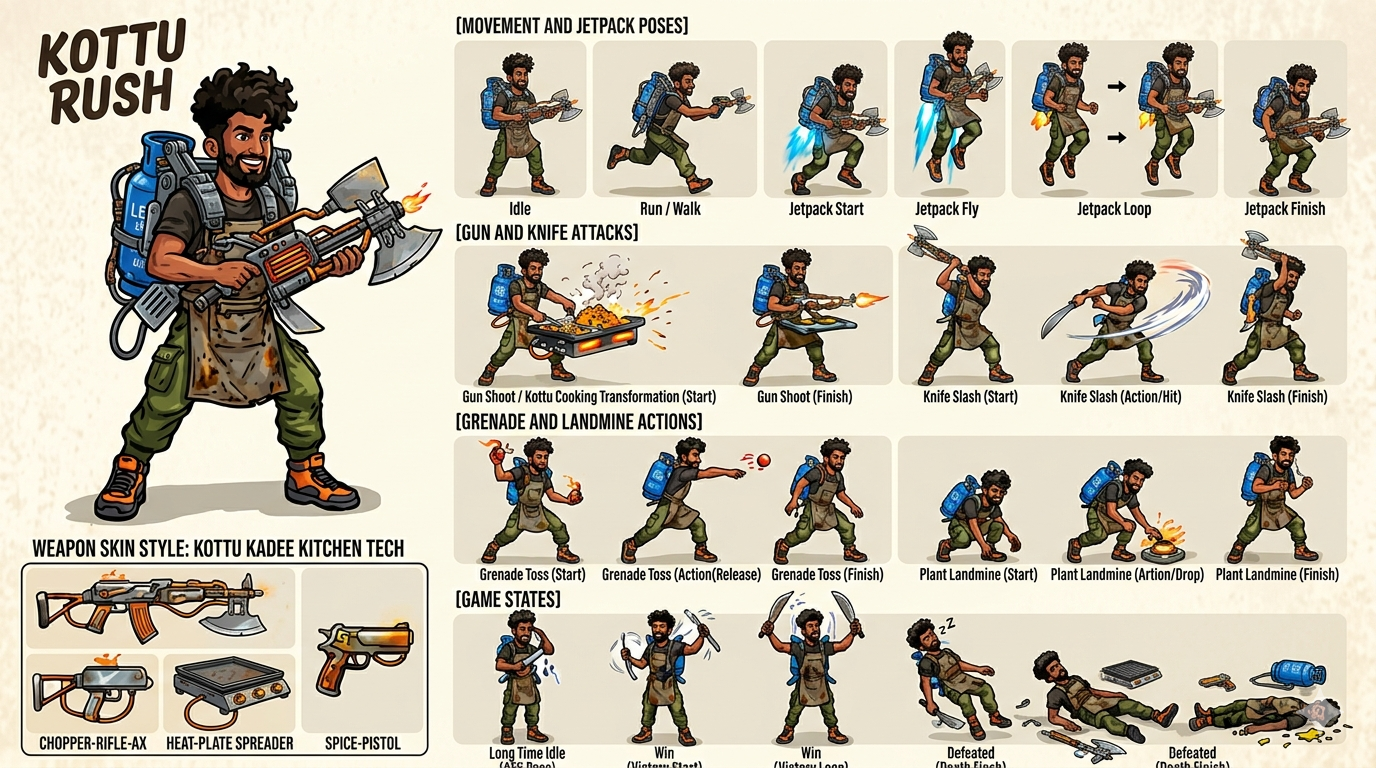 KOTTU
RUSH
[MOVEMENT AND JETPACK POSES]
Idle
Run / Walk
Jetpack Start
Jetpack Fly
Jetpack Loop
Jetpack Finish
[GUN AND KNIFE ATTACKS]
Gun Shoot / Kottu Cooking Transformation (Start)
Gun Shoot (Finish)
Knife Slash (Start)
Knife Slash (Action/Hit)
Knife Slash (Finish)
[GRENADE AND LANDMINE ACTIONS]
Grenade Toss (Start)
Grenade Toss (Action(Release)
Grenade Toss (Finish)
Plant Landmine (Start)
Plant Landmine (Artion/Drop)
Plant Landmine (Finish)
[GAME STATES]
zZ
Long Time Idle
Win
Win
Defeated
Defeated
WEAPON SKIN STYLE: KOTTU KADEE KITCHEN TECH
CHOPPER-RIFLE-AX
HEAT-PLATE SPREADER
SPICE-PISTOL